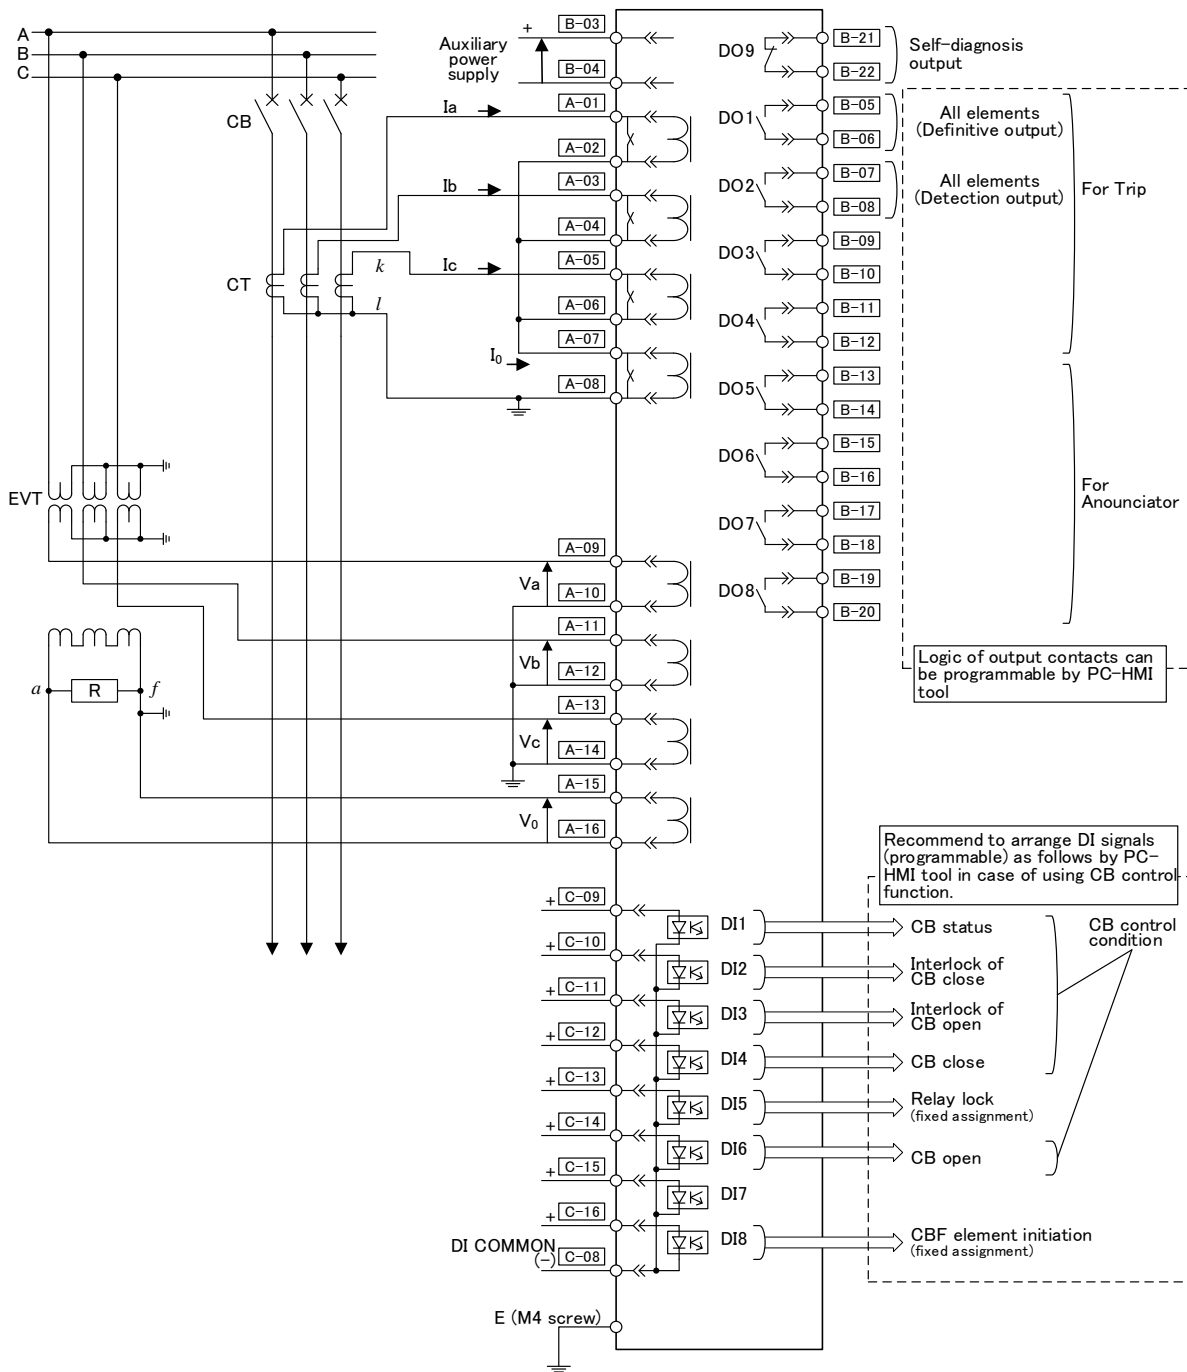 A
B
C
CB
CT
k
l
EVT
a
R
f
Auxiliary
power
supply
+
B-03
B-04
Ia
A-01
A-02
Ib
A-03
A-04
Ic
A-05
A-06
I0
A-07
A-08
Va
A-09
A-10
Vb
A-11
A-12
Vc
A-13
A-14
V0
A-15
A-16
+ C-09
+ C-10
+ C-11
+ C-12
+ C-13
+ C-14
+ C-15
+ C-16
DI COMMON
(-)
C-08
E (M4 screw)
DO9
B-21
B-22
Self-diagnosis
output
DO1
B-05
B-06
All elements
(Definitive output)
DO2
B-07
B-08
All elements
(Detection output)
DO3
B-09
B-10
DO4
B-11
B-12
For Trip
DO5
B-13
B-14
DO6
B-15
B-16
DO7
B-17
B-18
DO8
B-19
B-20
For
Anounciator
Logic of output contacts can
be programmable by PC-HMI
tool
Recommend to arrange DI signals
(programmable) as follows by PC-
HMI tool in case of using CB control
function.
DI1
CB status
CB control
condition
DI2
Interlock of
CB close
DI3
Interlock of
CB open
DI4
CB close
DI5
Relay lock
(fixed assignment)
DI6
CB open
DI7
DI8
CBF element initiation
(fixed assignment)